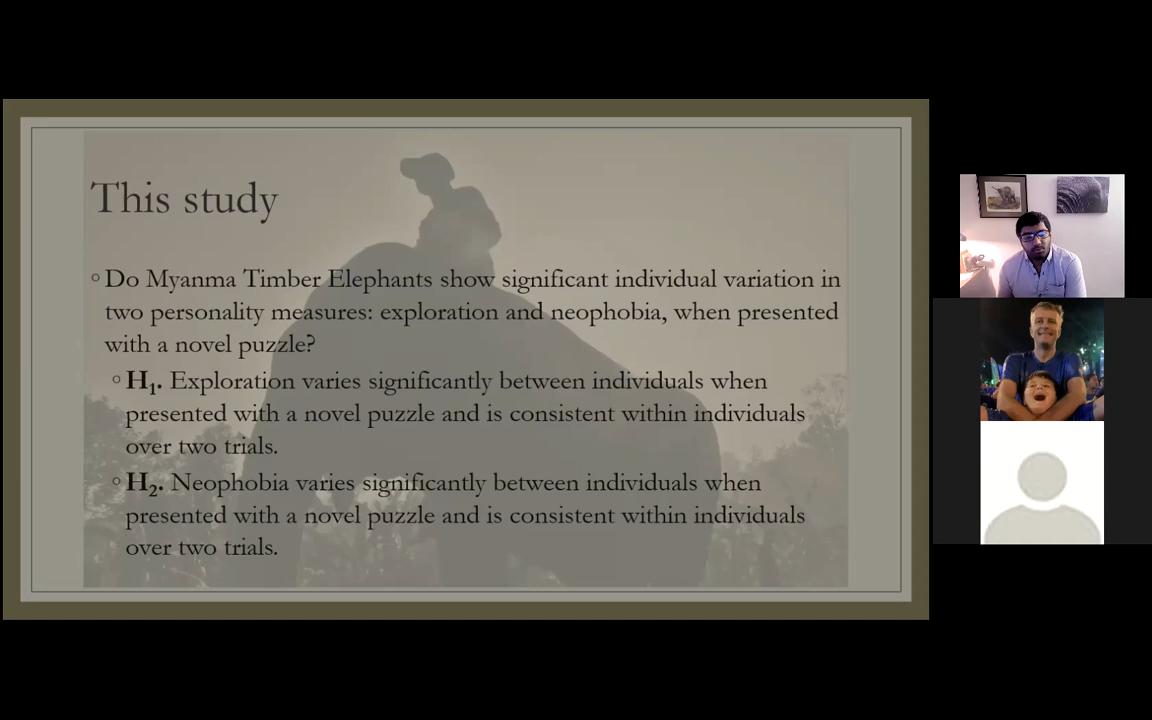 This study
◦ Do Myanma Timber Elephants show significant individual variation in
two personality measures: exploration and neophobia, when presented
with a novel puzzle?
◦ H₁. Exploration varies significantly between individuals when
presented with a novel puzzle and is consistent within individuals
over two trials.
◦ H₂. Neophobia varies significantly between individuals when
presented with a novel puzzle and is consistent within individuals
over two trials.